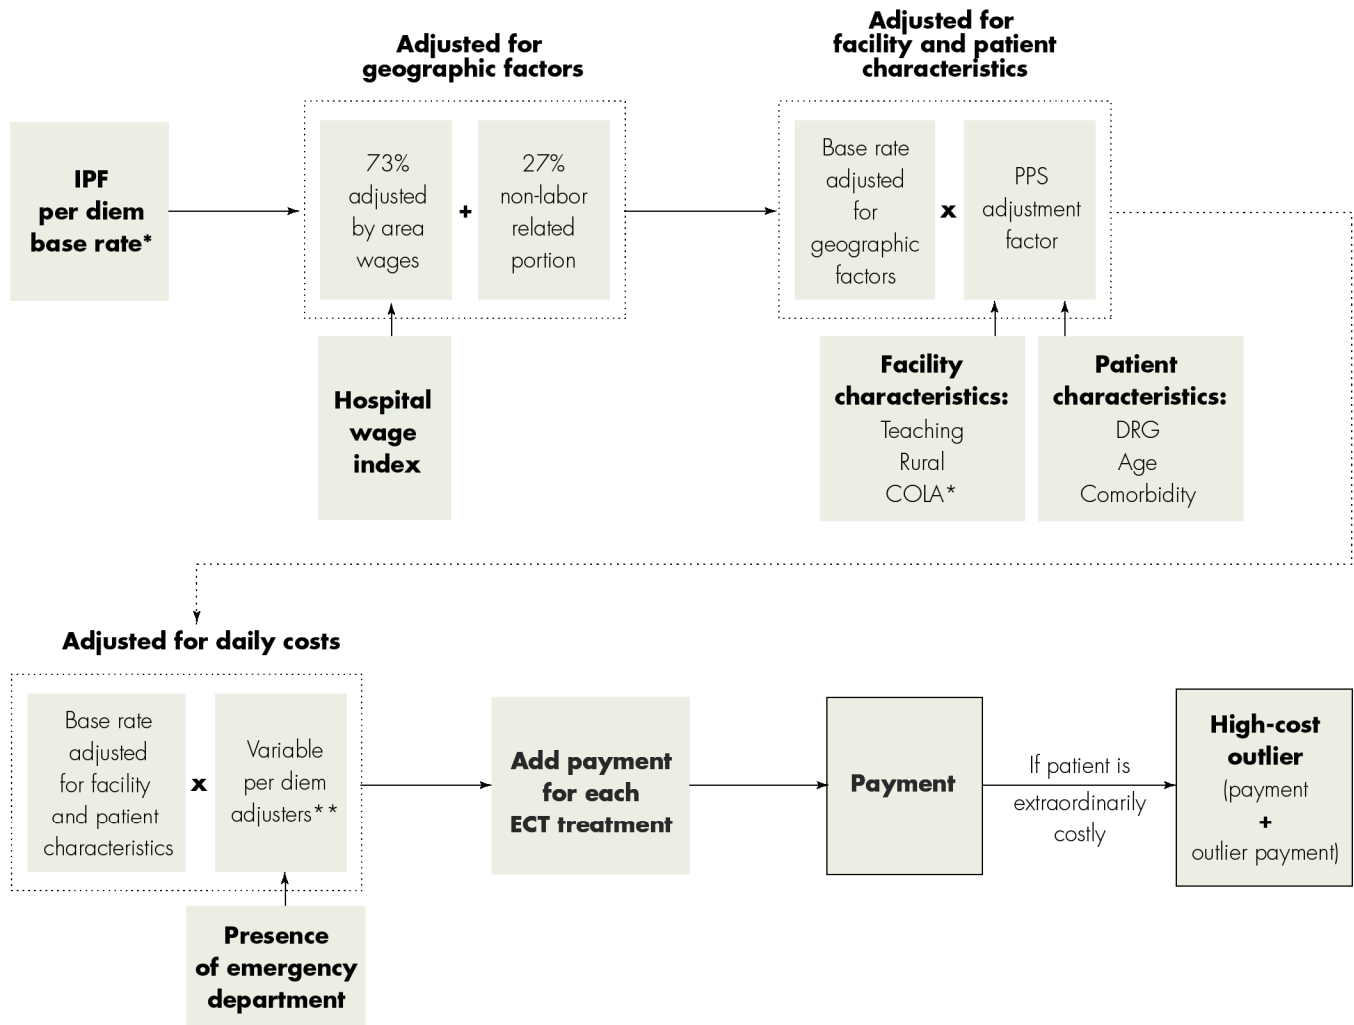 Adjusted for
geographic factors
Adjusted for
facility and patient
characteristics
IPF
per diem
base rate*
73%
adjusted
by area
wages
+
27%
non-labor
related
portion
Base rate
adjusted
for
geographic
factors
x
PPS
adjustment
factor
Hospital
wage
index
Facility
characteristics:
Teaching
Rural
COLA*
Patient
characteristics:
DRG
Age
Comorbidity
Adjusted for daily costs
Base rate
adjusted
for facility
and patient
characteristics
x
Variable
per diem
adjusters**
Presence
of emergency
department
Add payment
for each
ECT treatment
Payment
If patient is
extraordinarily
costly
High-cost
outlier
(payment
+
outlier payment)